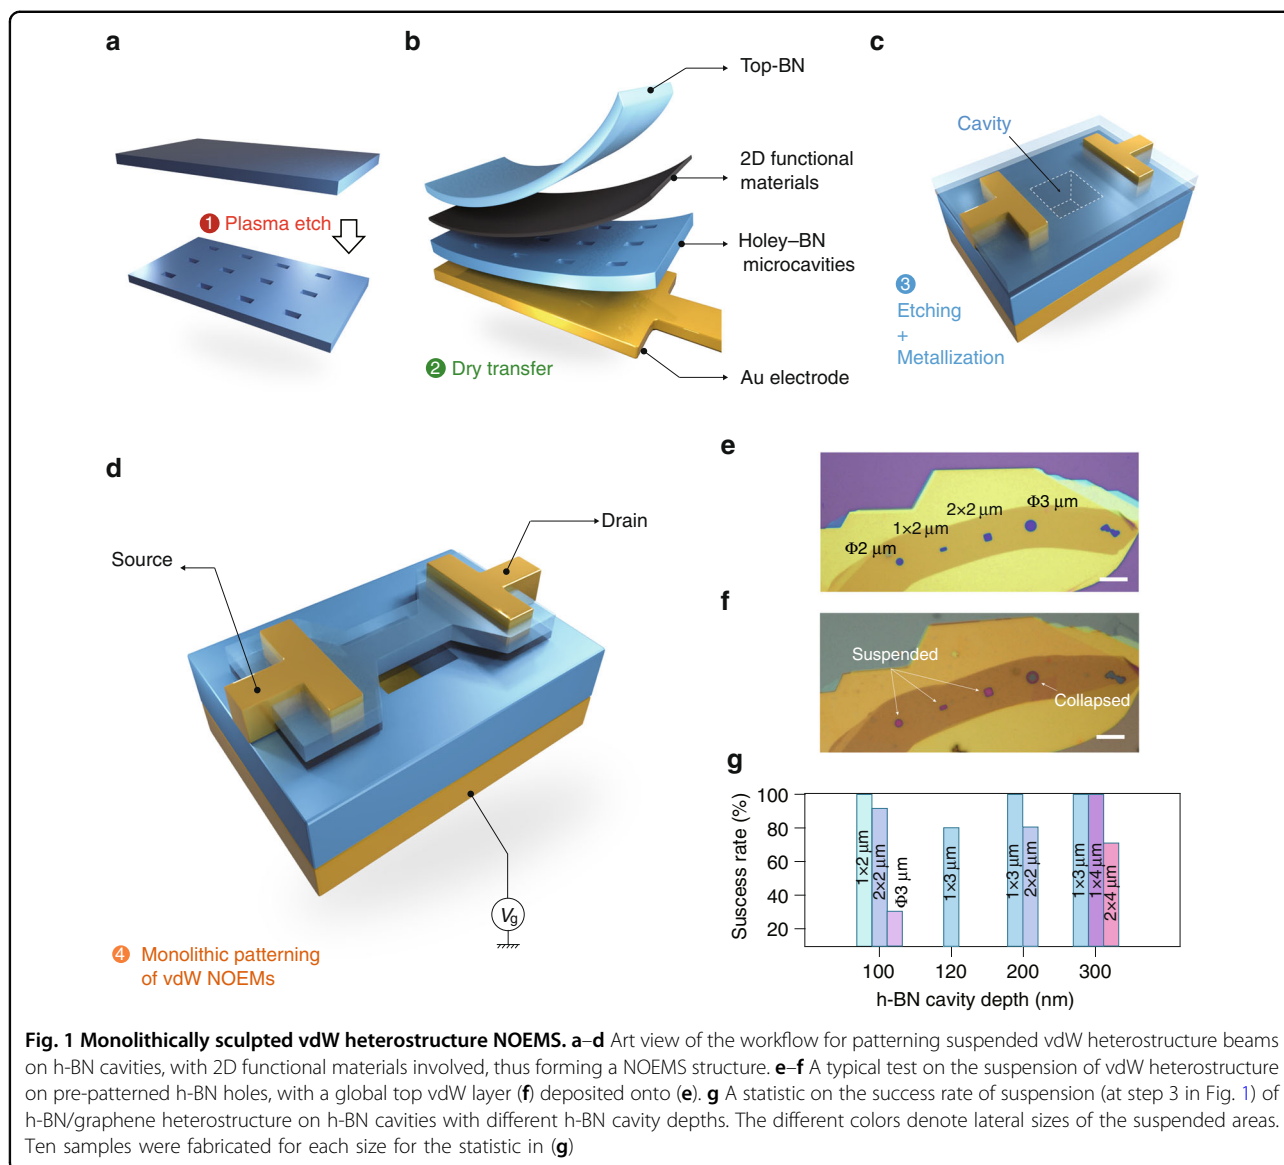 a
b
c
Top-BN
Cavity
2D functional
materials
1 Plasma etch
Holey–BN
microcavities
3
Etching
+
Metallization
2 Dry transfer
Au electrode
d
e
Φ3 μm
2×2 μm
1×2 μm
Φ2 μm
Drain
Source
f
Suspended
Collapsed
g
Suscess rate (%)
100
80
60
40
20
1×2 μm
2×2 μm
Φ3 μm
1×3 μm
1×3 μm
2×2 μm
1×3 μm
1×4 μm
2×4 μm
100
120
200
300
h-BN cavity depth (nm)
Vg
4 Monolithic patterning
of vdW NOEMs
Fig. 1 Monolithically sculpted vdW heterostructure NOEMS. a–d Art view of the workflow for patterning suspended vdW heterostructure beams
on h-BN cavities, with 2D functional materials involved, thus forming a NOEMS structure. e–f A typical test on the suspension of vdW heterostructure
on pre-patterned h-BN holes, with a global top vdW layer (f) deposited onto (e). g A statistic on the success rate of suspension (at step 3 in Fig. 1) of
h-BN/graphene heterostructure on h-BN cavities with different h-BN cavity depths. The different colors denote lateral sizes of the suspended areas.
Ten samples were fabricated for each size for the statistic in (g)